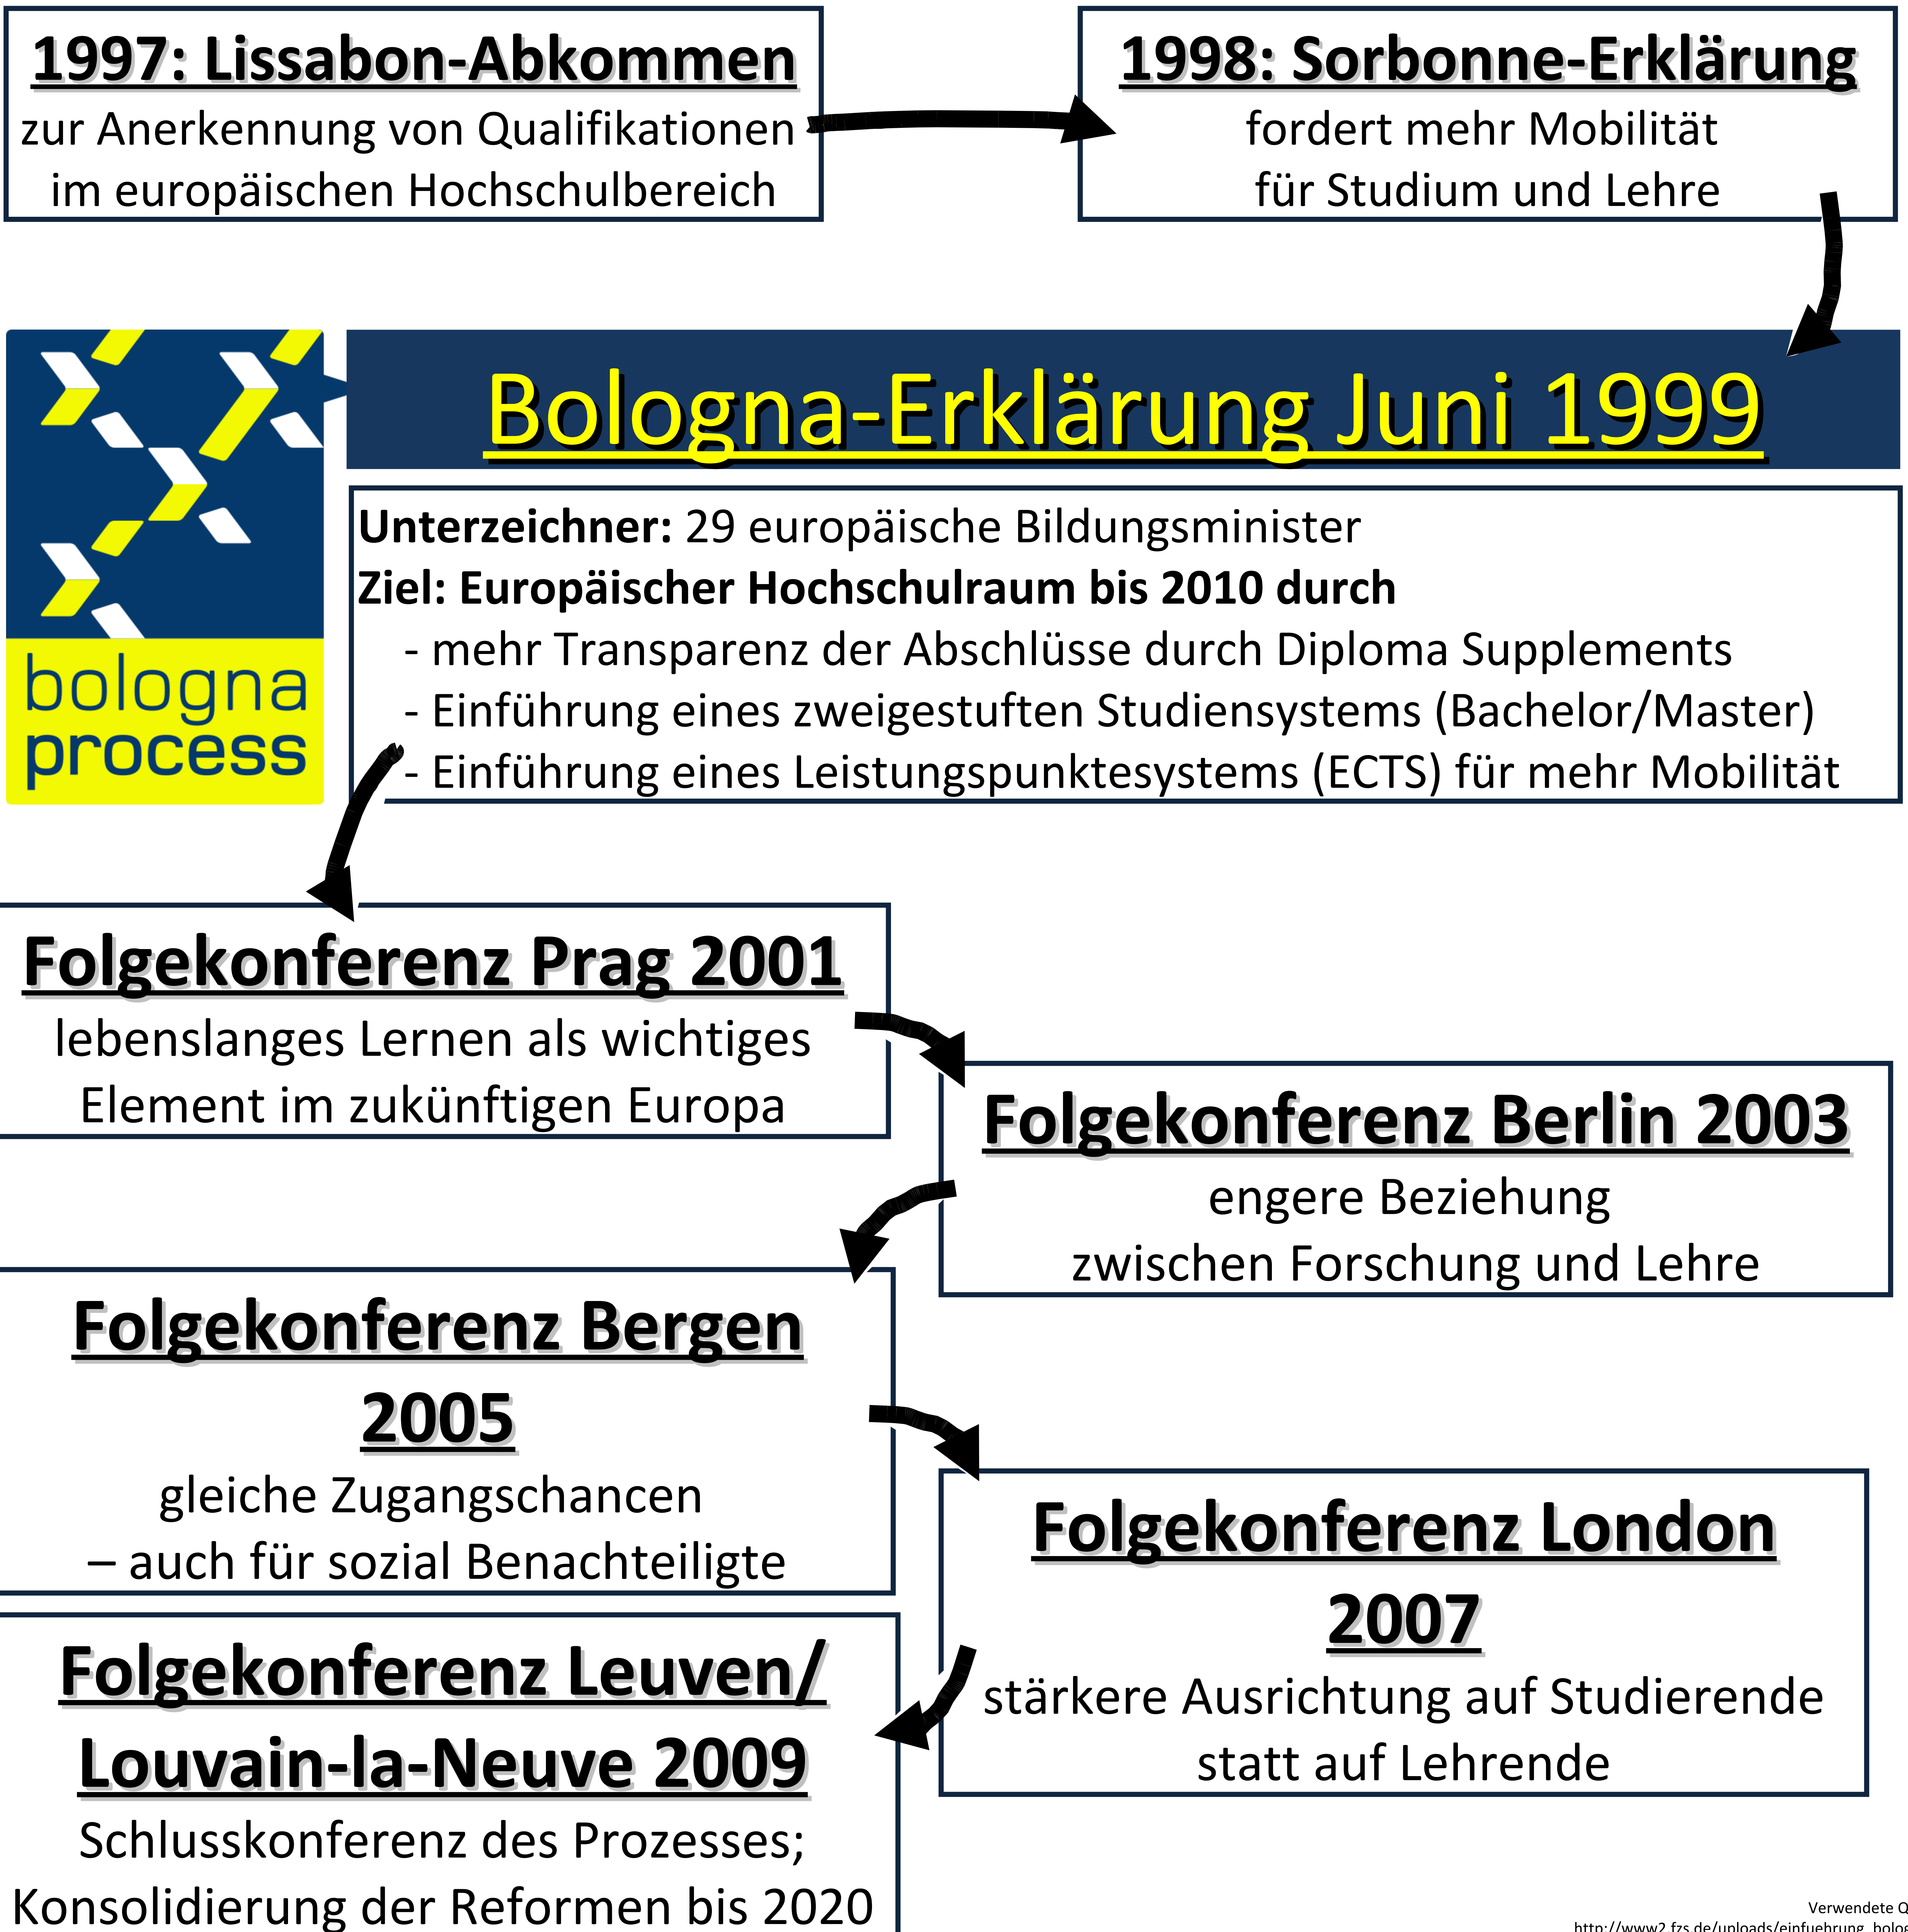 1997: Lissabon-Abkommen
zur Anerkennung von Qualifikationen
im europäischen Hochschulbereich
1998: Sorbonne-Erklärung
fordert mehr Mobilität
für Studium und Lehre
bologna
process
Bologna-Erklärung Juni 1999
Unterzeichner: 29 europäische Bildungsminister
Ziel: Europäischer Hochschulraum bis 2010 durch
- mehr Transparenz der Abschlüsse durch Diploma Supplements
- Einführung eines zweigestuften Studiensystems (Bachelor/Master)
- Einführung eines Leistungspunktesystems (ECTS) für mehr Mobilität
Folgekonferenz Prag 2001
lebenslanges Lernen als wichtiges
Element im zukünftigen Europa
Folgekonferenz Berlin 2003
engere Beziehung
zwischen Forschung und Lehre
Folgekonferenz Bergen
2005
gleiche Zugangschancen
– auch für sozial Benachteiligte
Folgekonferenz London
2007
stärkere Ausrichtung auf Studierende
statt auf Lehrende
Folgekonferenz Leuven/
Louvain-la-Neuve 2009
Schlusskonferenz des Prozesses;
Konsolidierung der Reformen bis 2020
Verwendete Q